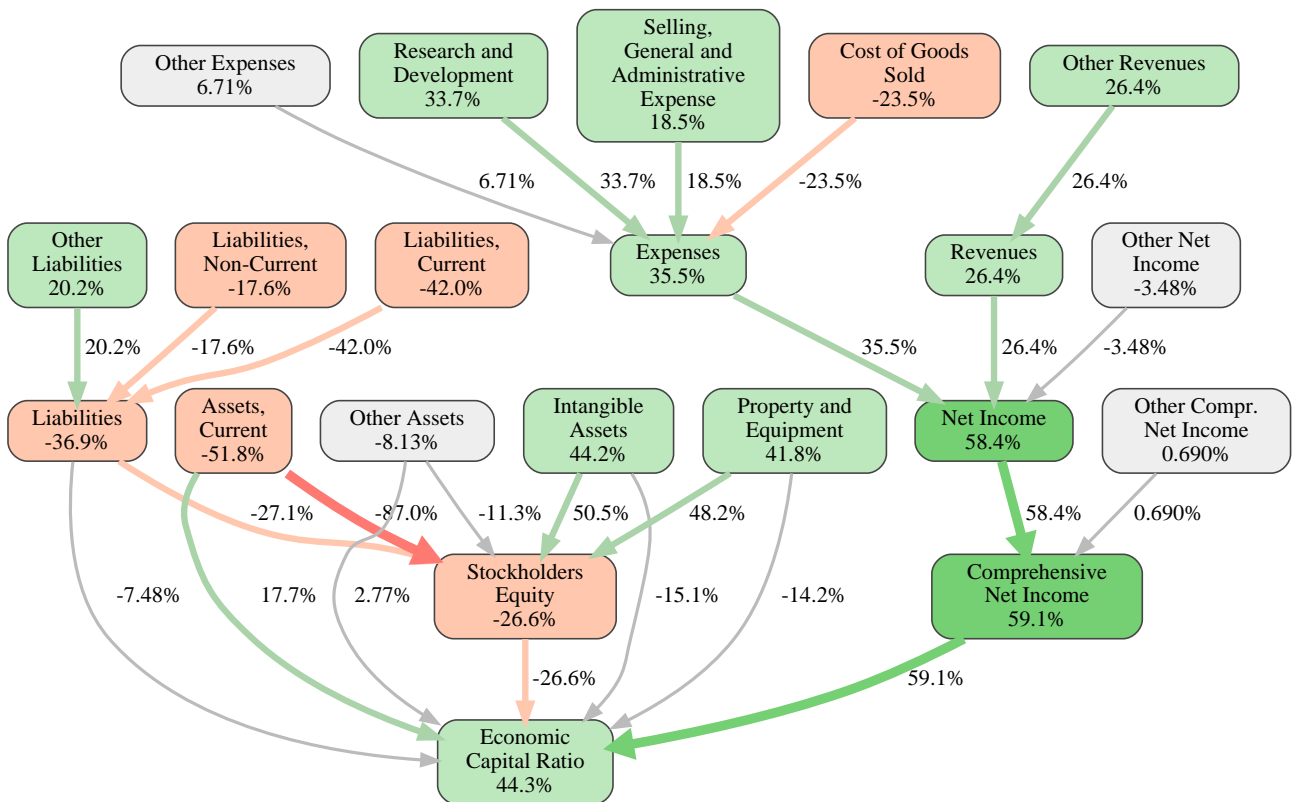 Selling,
General and
Administrative
Expense
18.5%
Other Expenses
6.71%
Research and
Development
33.7%
Cost of Goods
Sold
-23.5%
Other Revenues
26.4%
6.71%
33.7%
18.5%
-23.5%
26.4%
Other
Liabilities
20.2%
Liabilities,
Non-Current
-17.6%
Liabilities,
Current
-42.0%
Expenses
35.5%
Revenues
26.4%
Other Net
Income
-3.48%
20.2%
-17.6%
-42.0%
35.5%
26.4%
-3.48%
Liabilities
-36.9%
Assets,
Current
-51.8%
Other Assets
-8.13%
Intangible
Assets
44.2%
Property and
Equipment
41.8%
Net Income
58.4%
Other Compr.
Net Income
0.690%
-27.1%
-87.0%
-11.3%
50.5%
48.2%
58.4%
0.690%
-7.48%
17.7%
2.77%
Stockholders
Equity
-26.6%
-15.1%
-14.2%
Comprehensive
Net Income
59.1%
-26.6%
59.1%
Economic
Capital Ratio
44.3%